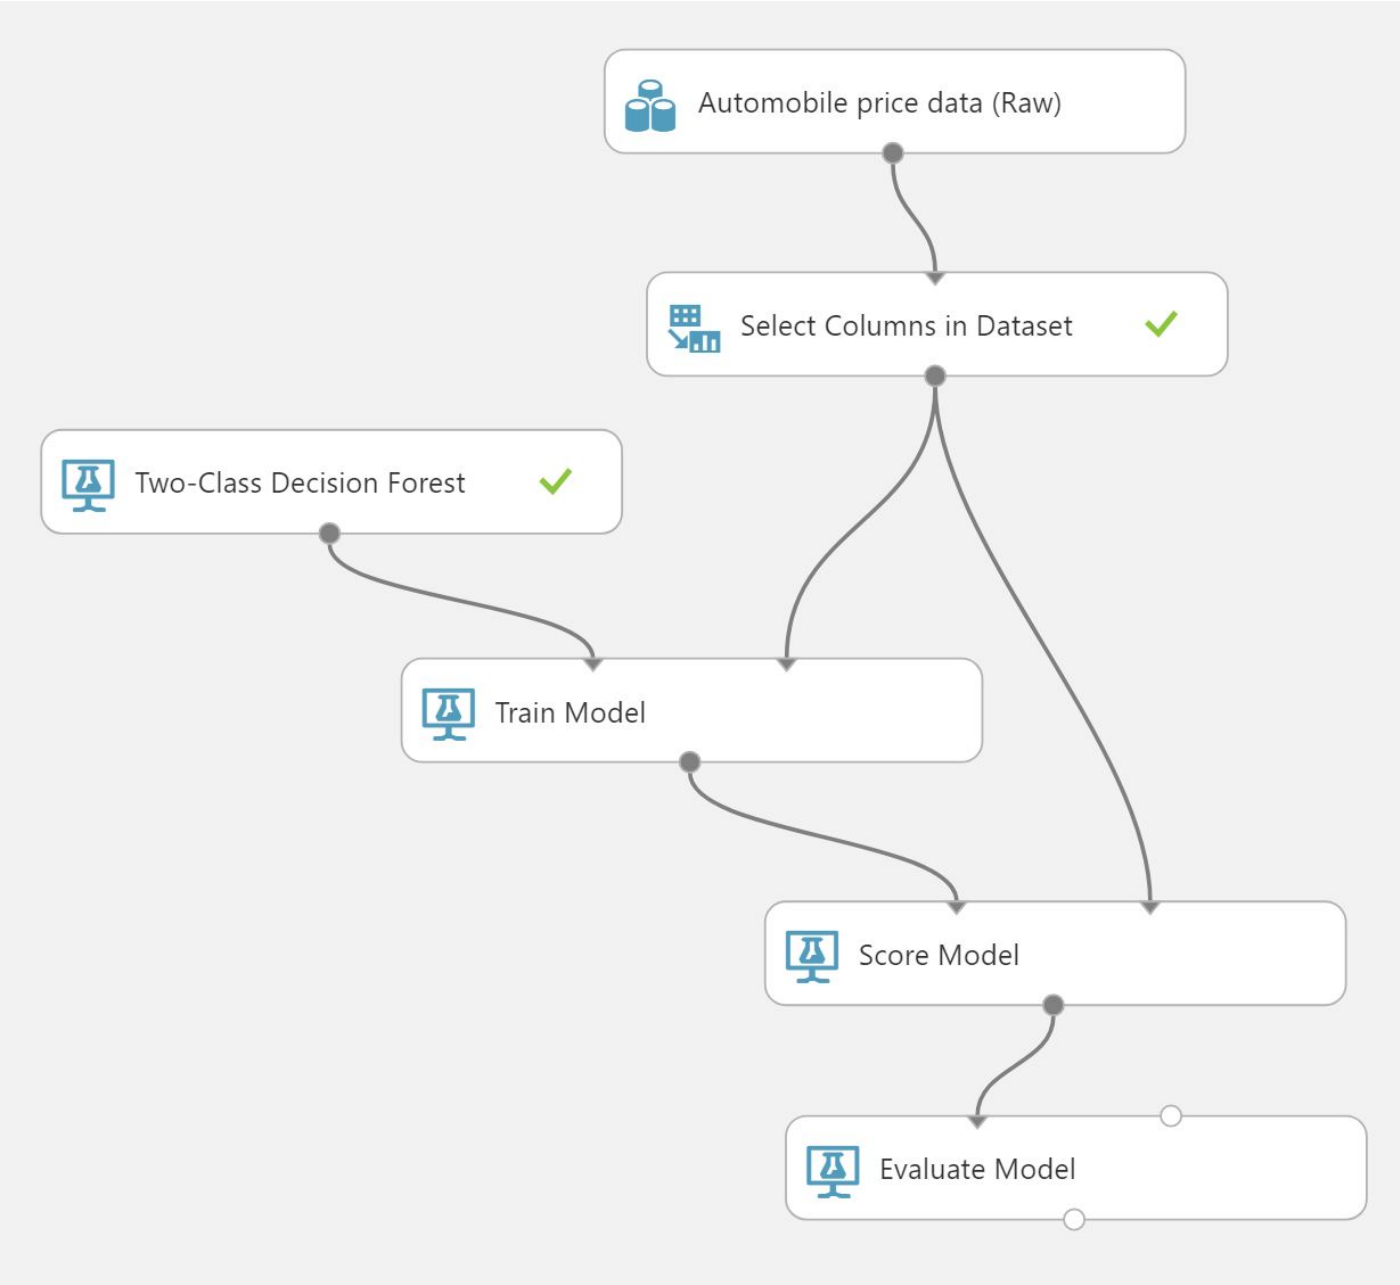 Automobile price data (Raw)
Select Columns in Dataset
Two-Class Decision Forest
Train Model
Score Model
Evaluate Model